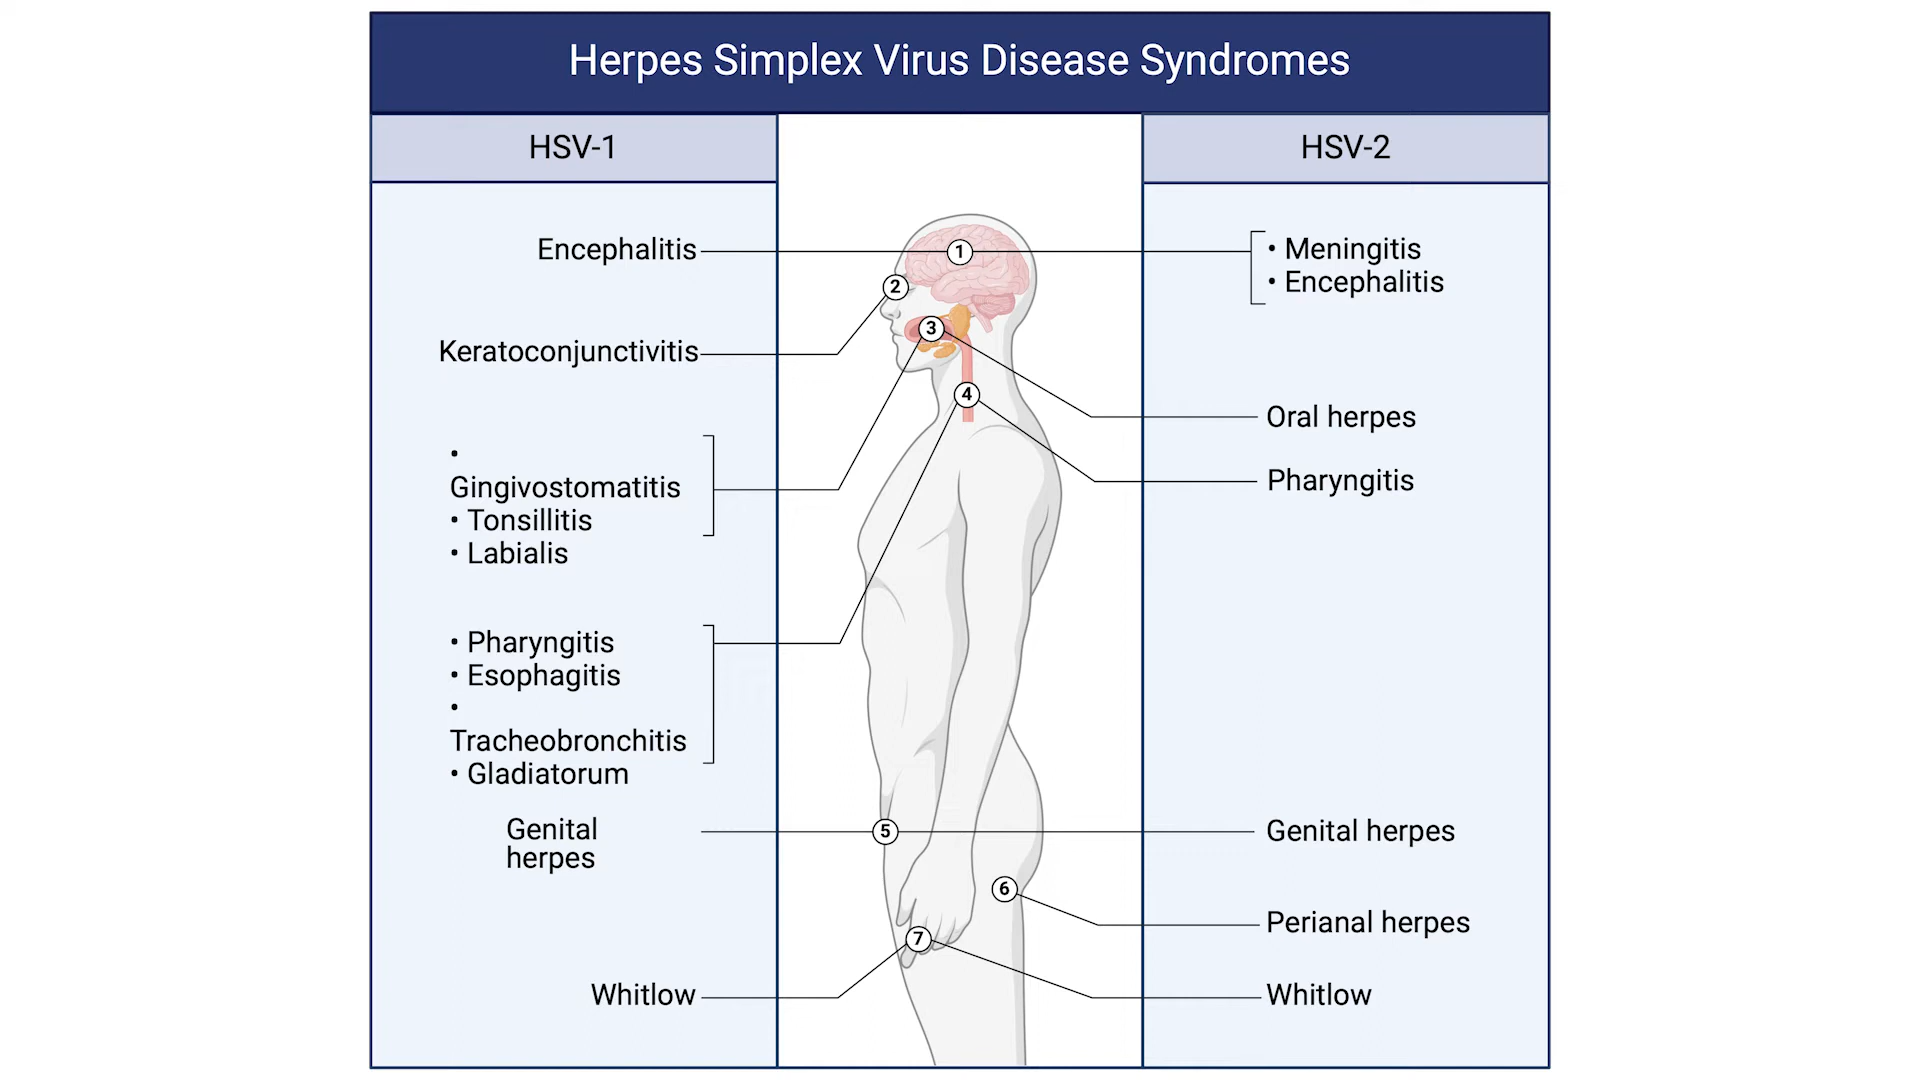 Herpes Simplex Virus Disease Syndromes
HSV-1
HSV-2
Encephalitis
Keratoconjunctivitis
•
Gingivostomatitis
• Tonsillitis
• Labialis
• Pharyngitis
• Esophagitis
•
Tracheobronchitis
• Gladiatorum
Genital
herpes
Whitlow
1
2
3
4
5
6
7
• Meningitis
• Encephalitis
Oral herpes
Pharyngitis
Genital herpes
Perianal herpes
Whitlow